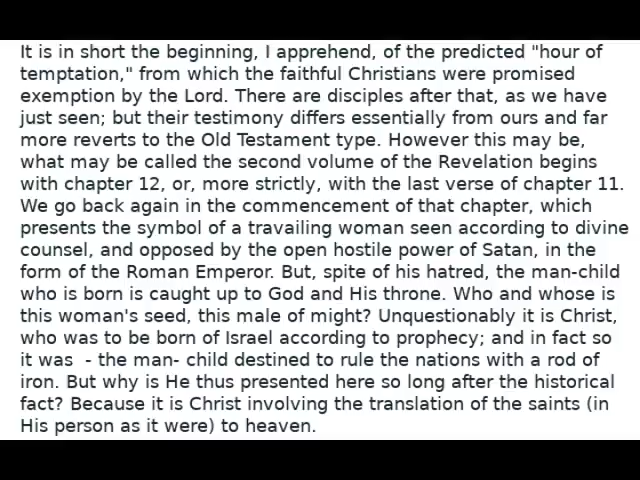 It is in short the beginning, I apprehend, of the predicted "hour of
temptation," from which the faithful Christians were promised
exemption by the Lord. There are disciples after that, as we have
just seen; but their testimony differs essentially from ours and far
more reverts to the Old Testament type. However this may be,
what may be called the second volume of the Revelation begins
with chapter 12, or, more strictly, with the last verse of chapter 11.
We go back again in the commencement of that chapter, which
presents the symbol of a travailing woman seen according to divine
counsel, and opposed by the open hostile power of Satan, in the
form of the Roman Emperor. But, spite of his hatred, the man-child
who is born is caught up to God and His throne. Who and whose is
this woman's seed, this male of might? Unquestionably it is Christ,
who was to be born of Israel according to prophecy; and in fact so
it was  - the man- child destined to rule the nations with a rod of
iron. But why is He thus presented here so long after the historical
fact? Because it is Christ involving the translation of the saints (in
His person as it were) to heaven.